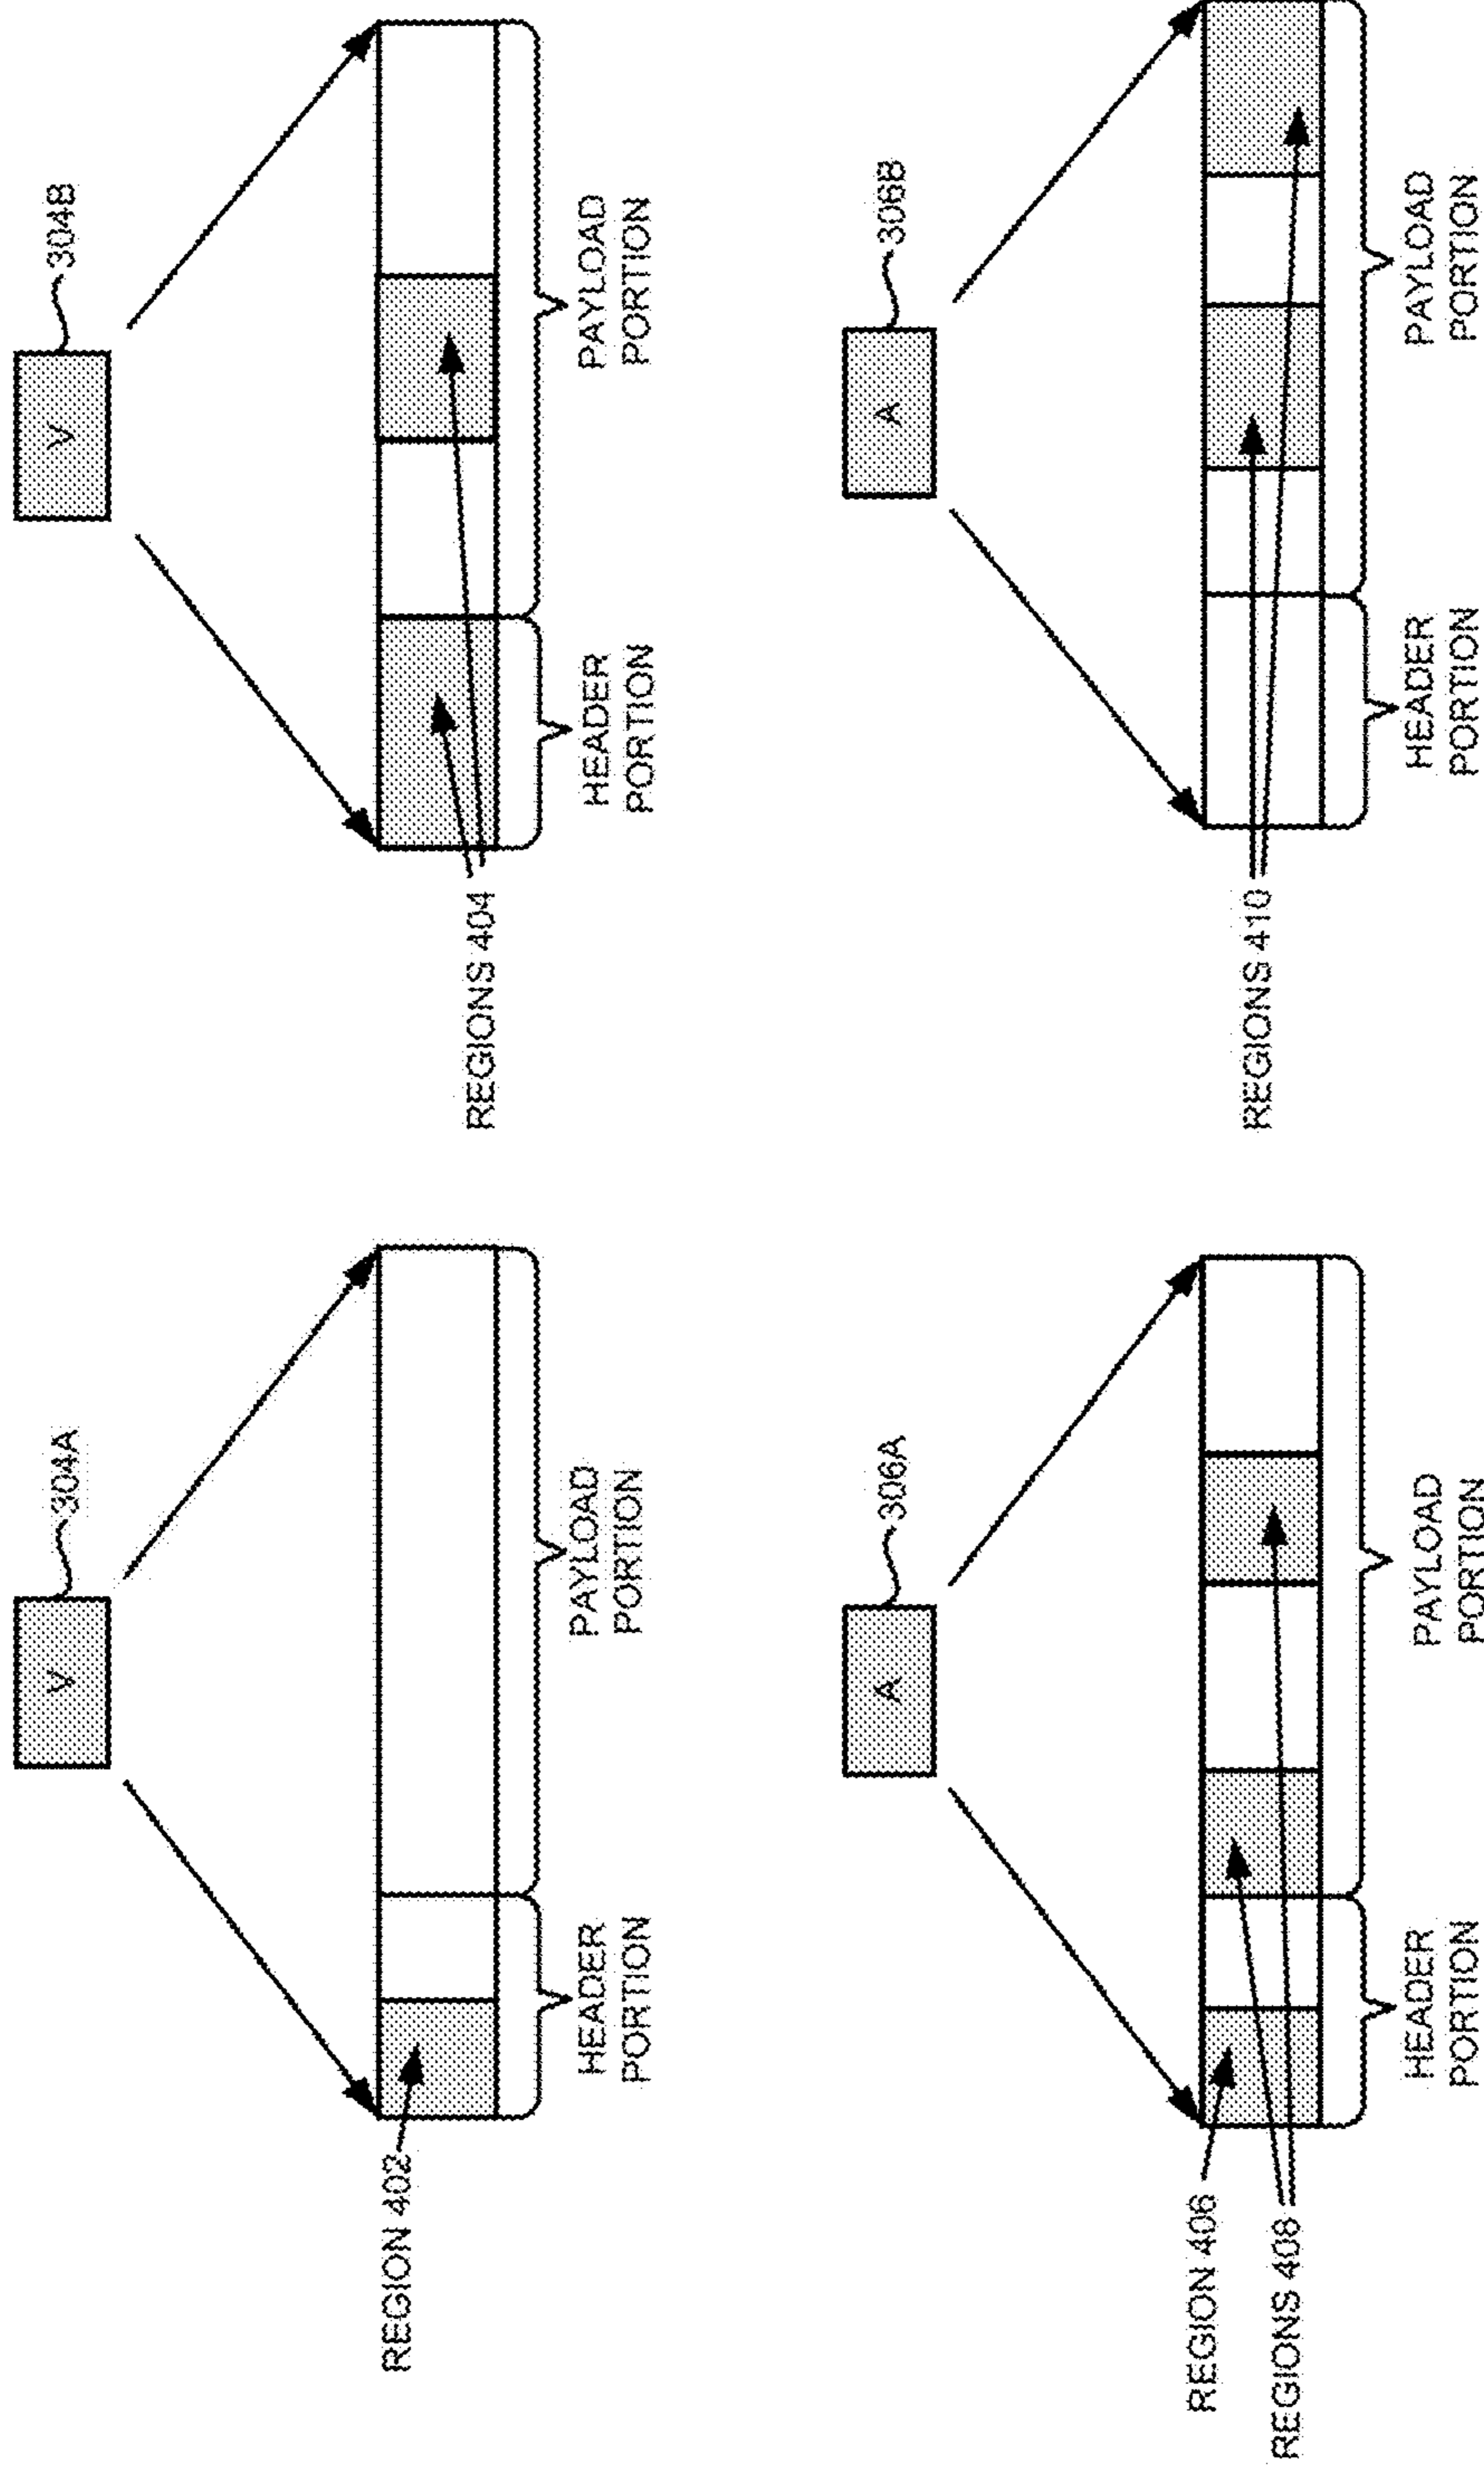 V
304A
REGION 402
HEADER
PORTION
PAYLOAD
PORTION
V
304B
REGIONS 404
HEADER
PORTION
PAYLOAD
PORTION
A
306A
REGION 406
REGIONS 408
HEADER
PORTION
PAYLOAD
PORTION
A
306B
REGIONS 410
HEADER
PORTION
PAYLOAD
PORTION